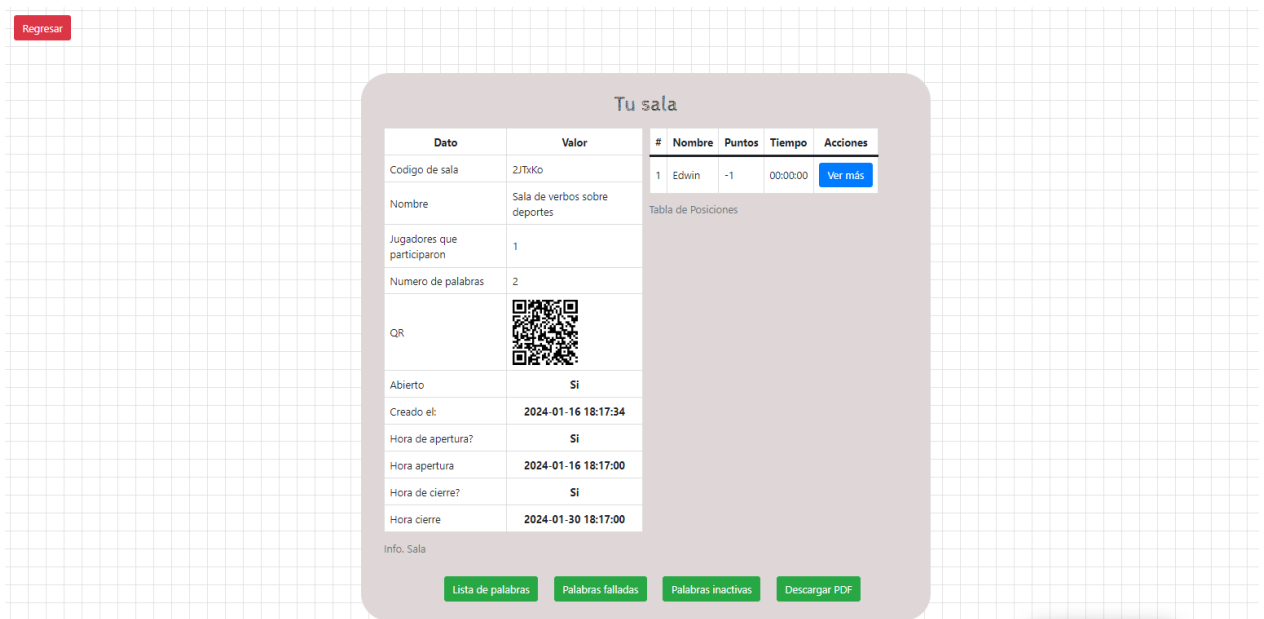 Regresar
Tu sala
Dato Valor
Codigo de sala 2JTxKo
Nombre Sala de verbos sobre
deportes
Jugadores que
participaron 1
Numero de palabras 2
QR
Abierto Si
Creado el: 2024-01-16 18:17:34
Hora de apertura? Si
Hora apertura 2024-01-16 18:17:00
Hora de cierre? Si
Hora cierre 2024-01-30 18:17:00
Info. Sala
# Nombre Puntos Tiempo Acciones
1 Edwin -1 00:00:00 Ver más
Tabla de Posiciones
Lista de palabras Palabras falladas Palabras inactivas Descargar PDF